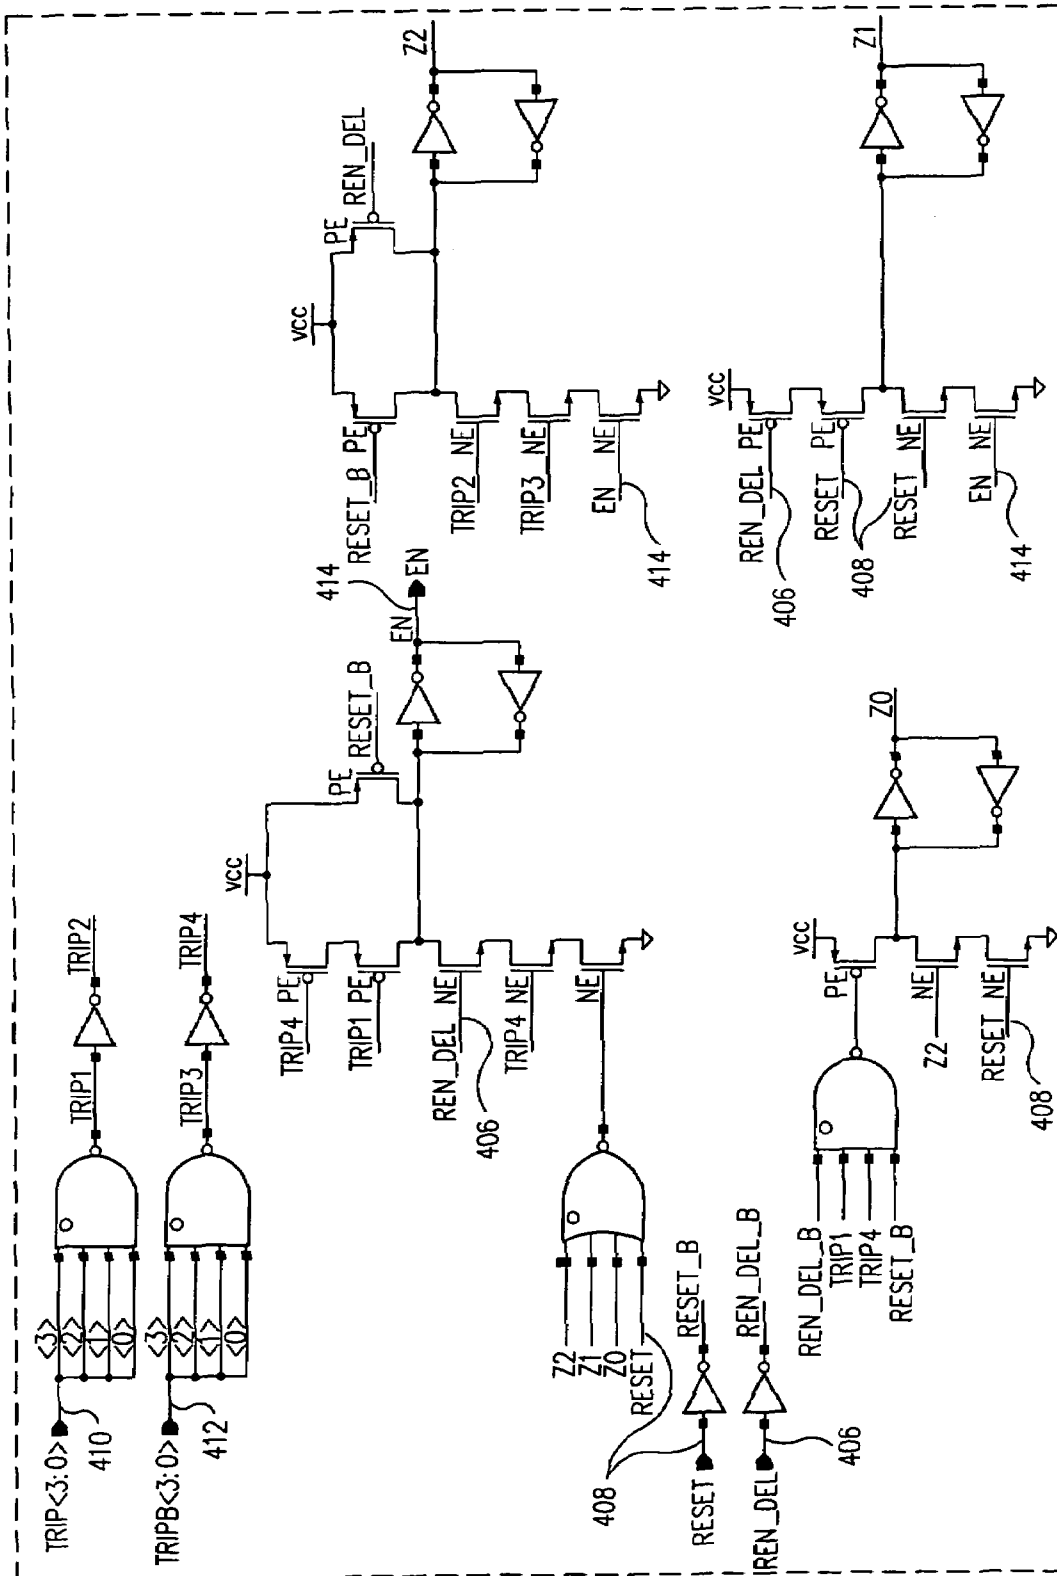 TRIP<3:0>
410
<3>
<2>
<1>
<0>
TRIP1
TRIP2
TRIPB<3:0>
412
<3>
<2>
<1>
<0>
TRIP3
TRIP4
vcc
TRIP4 PE
TRIP1 PE
PE
RESET_B
REN_DEL NE
406
TRIP4 NE
NE
EN
414
EN
Z2
Z1
Z0
RESET
408
RESET
RESET_B
REN_DEL
406
REN_DEL_B
vcc
RESET_B PE
PE
REN_DEL
TRIP2 NE
TRIP3 NE
EN NE
414
Z2
REN_DEL_B
TRIP1
TRIP4
RESET_B
vcc
PE
NE
Z2
RESET NE
408
Z0
vcc
REN_DEL PE
406
RESET PE
408
RESET NE
EN NE
414
Z1